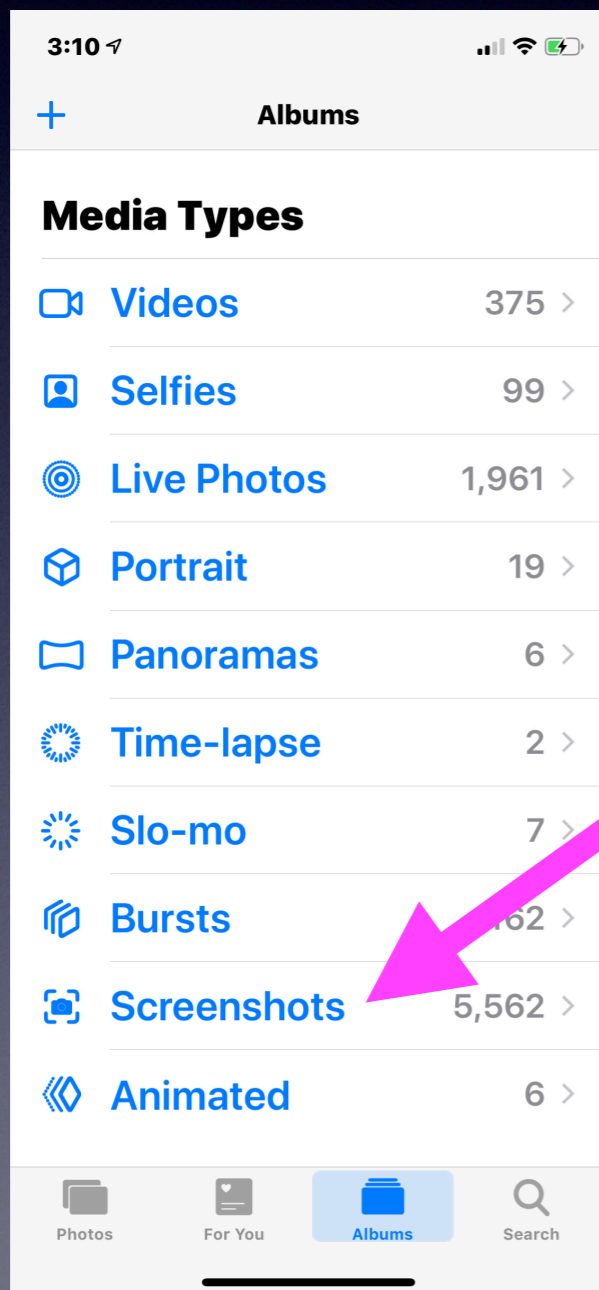 3:10
Albums
Media Types
Videos 375
Selfies 99
Live Photos 1,961
Portrait 19
Panoramas 6
Time-lapse 2
Slo-mo 7
Bursts
Screenshots 5,562
Animated 6
Photos For You Albums Search